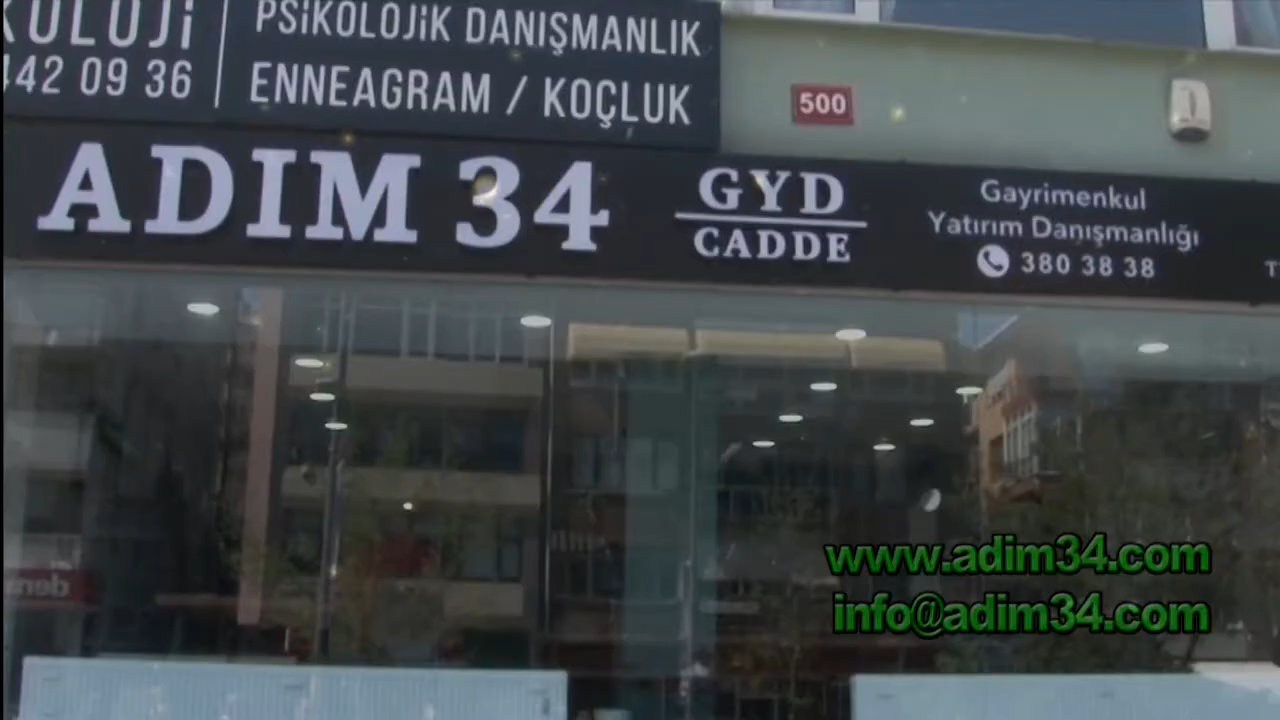 KOLOJİ
442 09 36
PSİKOLOJİK DANIŞMANLIK
ENNEAGRAM / KOÇLUK
500
ADIM 34
GYD
CADDE
Gayrimenkul
Yatırım Danışmanlığı
380 38 38
www.adim34.com
info@adim34.com